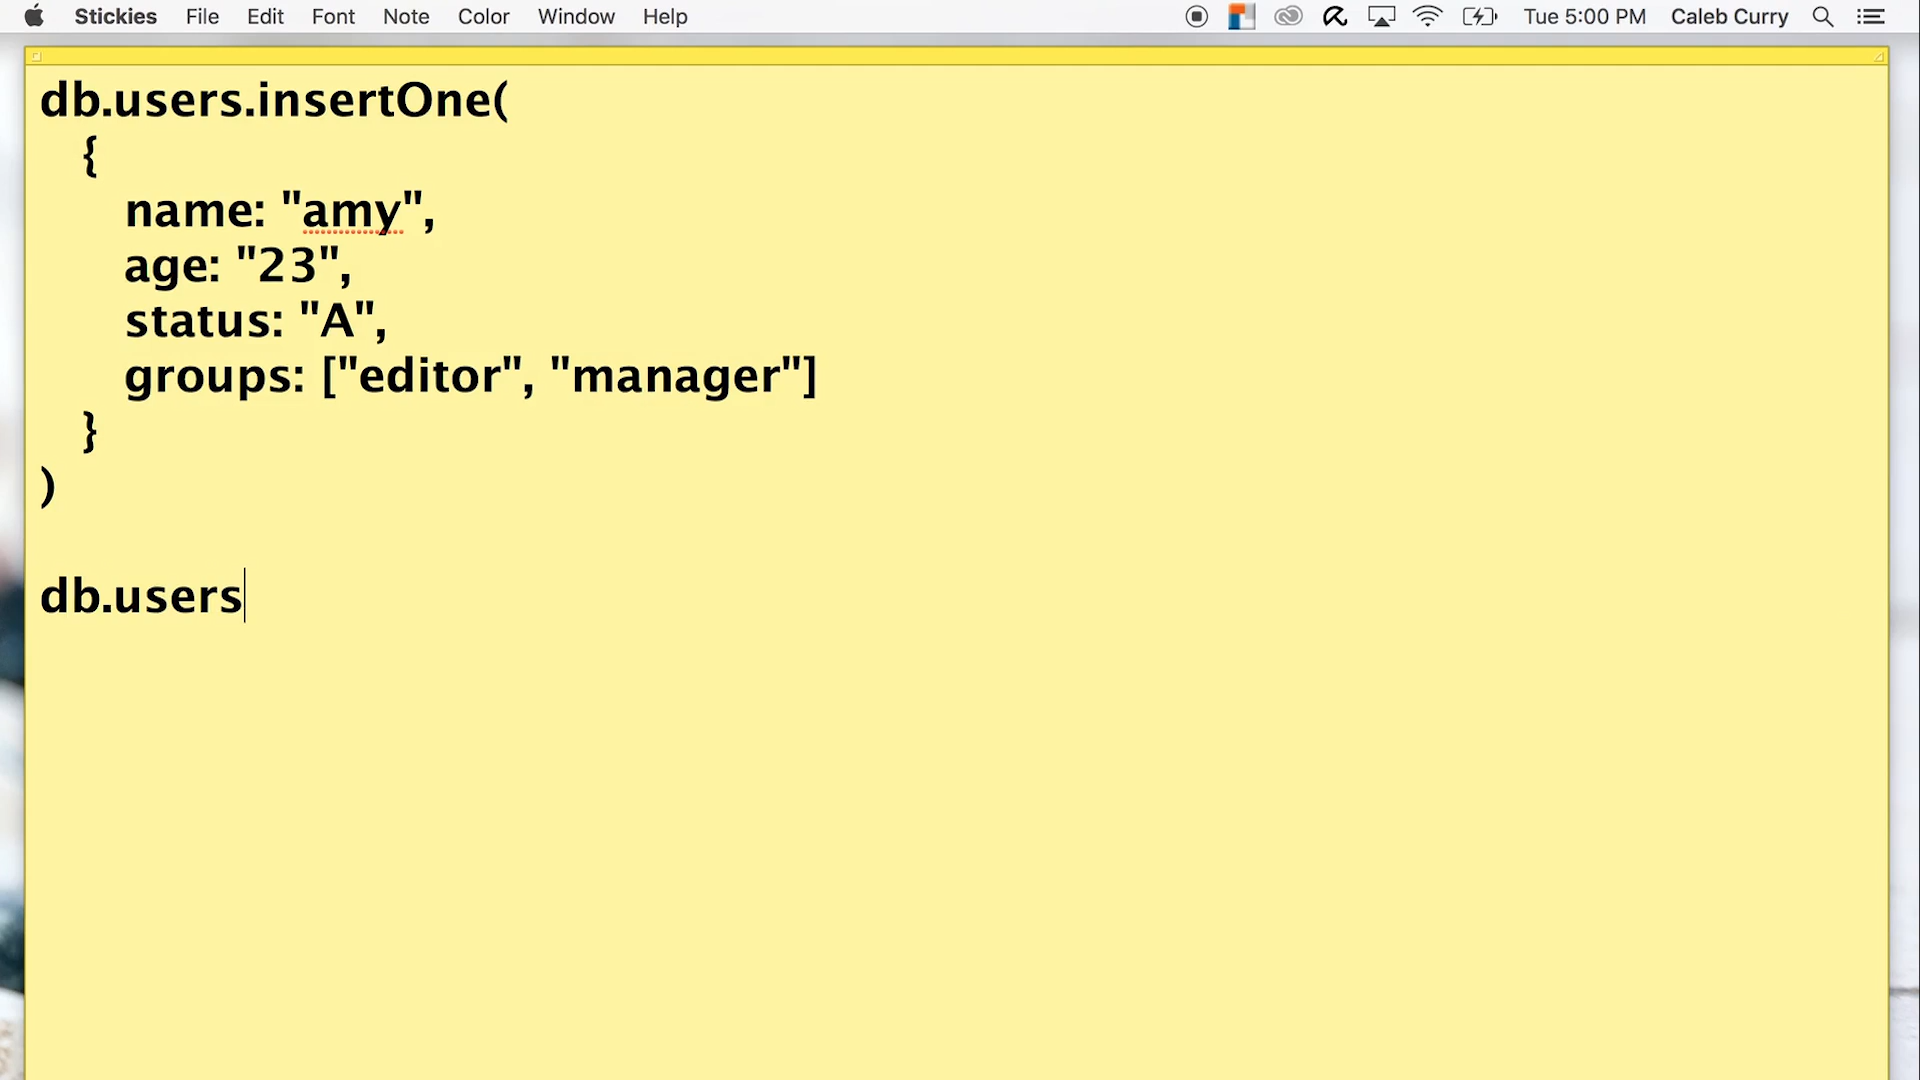 Stickies File Edit Font Note Color Window Help Tue 5:00 PM Caleb Curry
db.users.insertOne(
{
name: "amy",
age: "23",
status: "A",
groups: ["editor", "manager"]
}
)
db.users